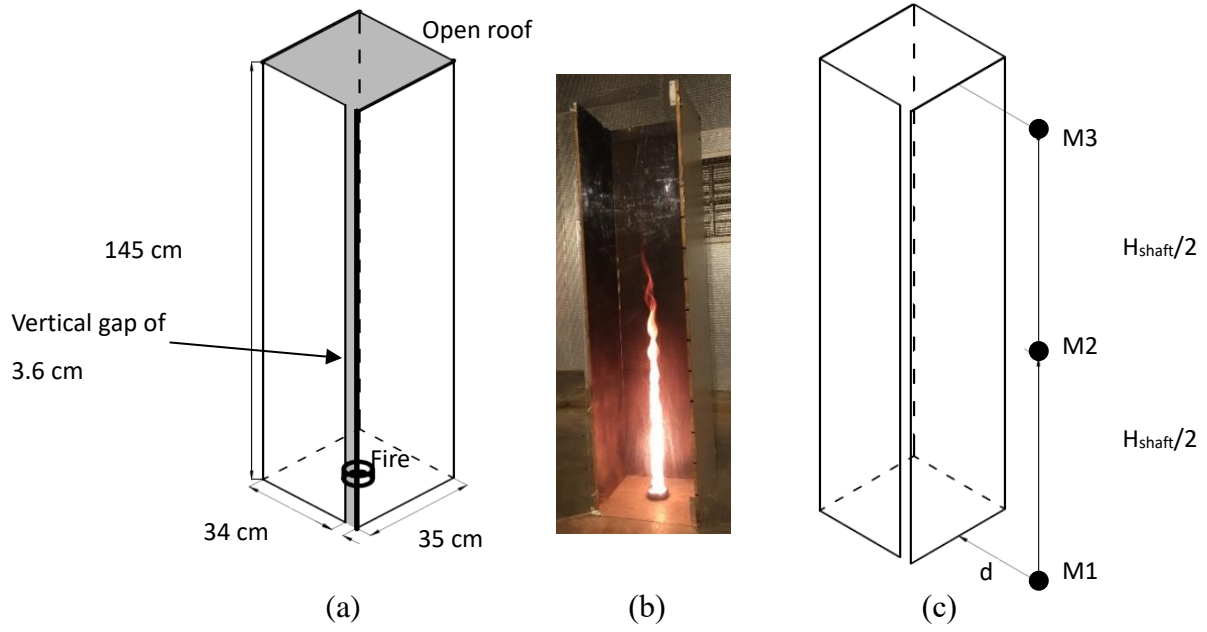 Open roof
145 cm
Vertical gap of
3.6 cm
Fire
34 cm
35 cm
(a)
(b)
M3
Hshaft/2
M2
Hshaft/2
d
M1
(c)